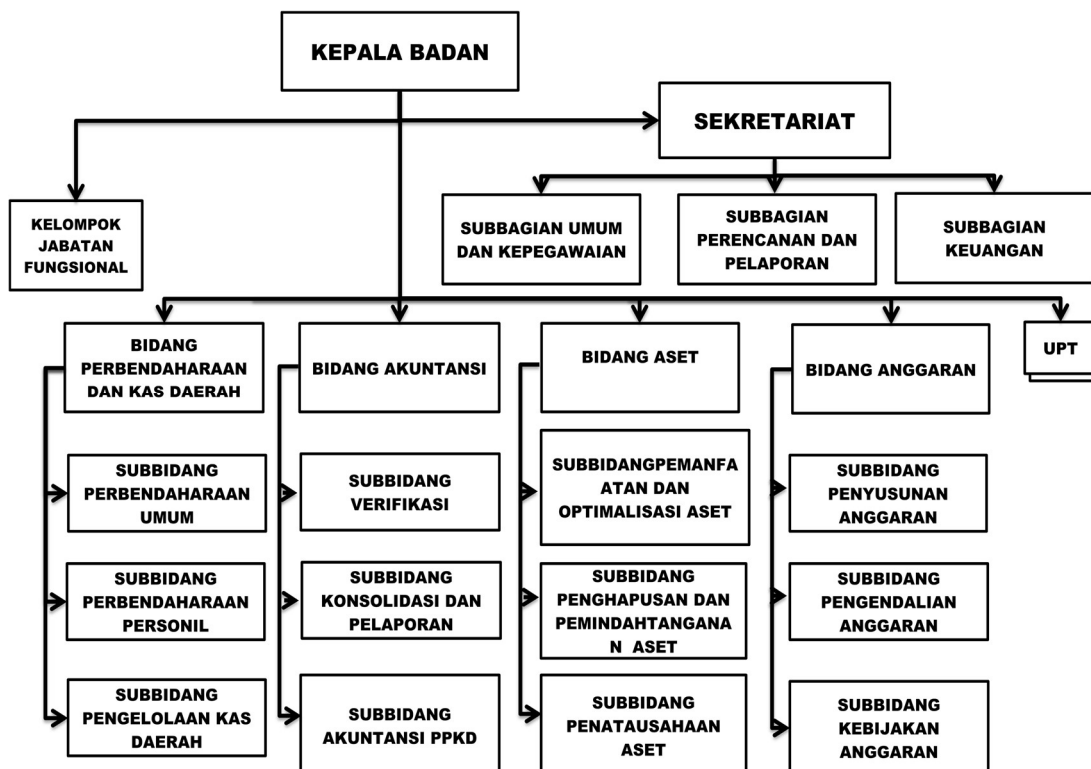 KEPALA BADAN
SEKRETARIAT
KELOMPOK
JABATAN
FUNGSIONAL
SUBBAGIAN UMUM
DAN KEPEGAWAIAN
SUBBAGIAN
PERENCANAN DAN
PELAPORAN
SUBBAGIAN
KEUANGAN
BIDANG
PERBENDAHARAAN
DAN KAS DAERAH
BIDANG AKUNTANSI
BIDANG ASET
BIDANG ANGGARAN
UPT
SUBBIDANG
PERBENDAHARAAN
UMUM
SUBBIDANG
VERIFIKASI
SUBBIDANGPEMANFA
ATAN DAN
OPTIMALISASI ASET
SUBBIDANG
PENYUSUNAN
ANGGARAN
SUBBIDANG
PERBENDAHARAAN
PERSONIL
SUBBIDANG
KONSOLIDASI DAN
PELAPORAN
SUBBIDANG
PENGHAPUSAN DAN
PEMINDAHTANGANA
N ASET
SUBBIDANG
PENGENDALIAN
ANGGARAN
SUBBIDANG
PENGELOLAAN KAS
DAERAH
SUBBIDANG
AKUNTANSI PPKD
SUBBIDANG
PENATAUSAHAAN
ASET
SUBBIDANG
KEBIJAKAN
ANGGARAN